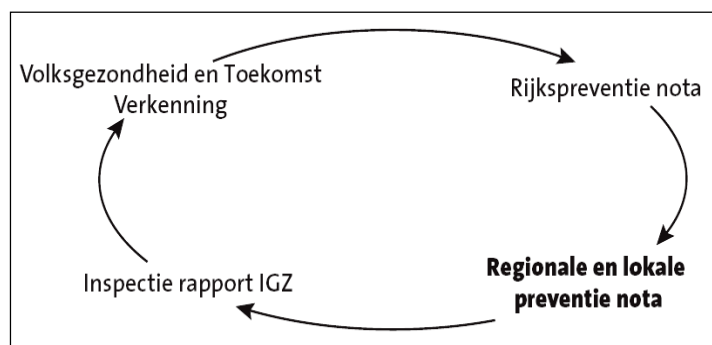 Volksgezondheid en Toekomst
Verkenning
Rijkspreventie nota
Regionale en lokale
preventie nota
Inspectie rapport IGZ